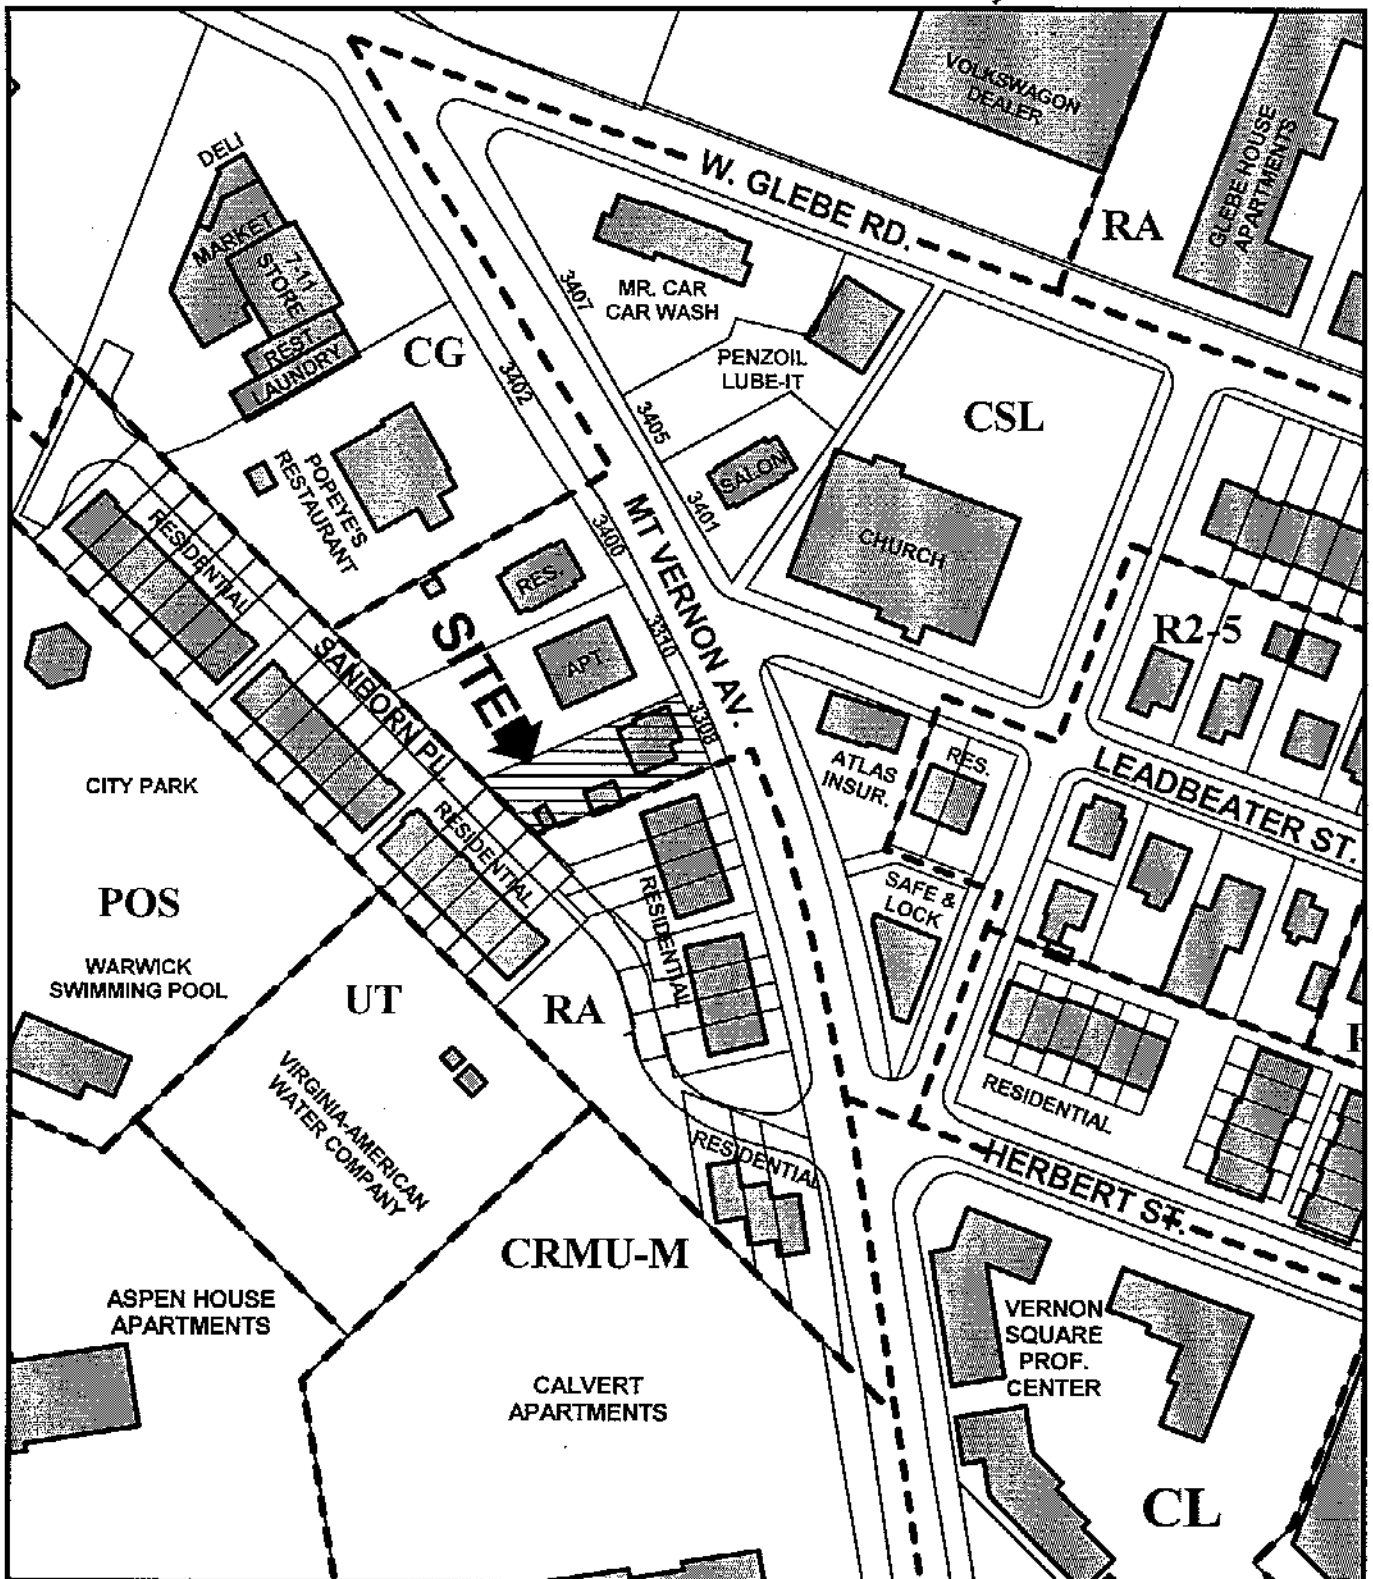 VOLKSWAGON
DEALER
GLEBE HOUSE
APARTMENTS
DELI
MARKET
7-11
STORE
REST.
LAUNDRY
W. GLEBE RD.
RA
3407
MR. CAR
CAR WASH
CG
3402
PENZOIL
LUBE-IT
3405
CSL
SALON
3401
POPEYE'S
RESTAURANT
MT VERNON AV.
3400
CHURCH
RESIDENTIAL
RES.
SITE
3310
APT.
R2-5
SANBORN PL.
3308
ATLAS
INSUR.
RES.
LEADBEATER ST.
CITY PARK
RESIDENTIAL
POS
RESIDENTIAL
SAFE &
LOCK
WARWICK
SWIMMING POOL
UT
RA
VIRGINIA-AMERICAN
WATER COMPANY
RESIDENTIAL
RESIDENTIAL
HERBERT ST.
CRMU-M
ASPEN HOUSE
APARTMENTS
VERNON
SQUARE
PROF.
CENTER
CALVERT
APARTMENTS
CL